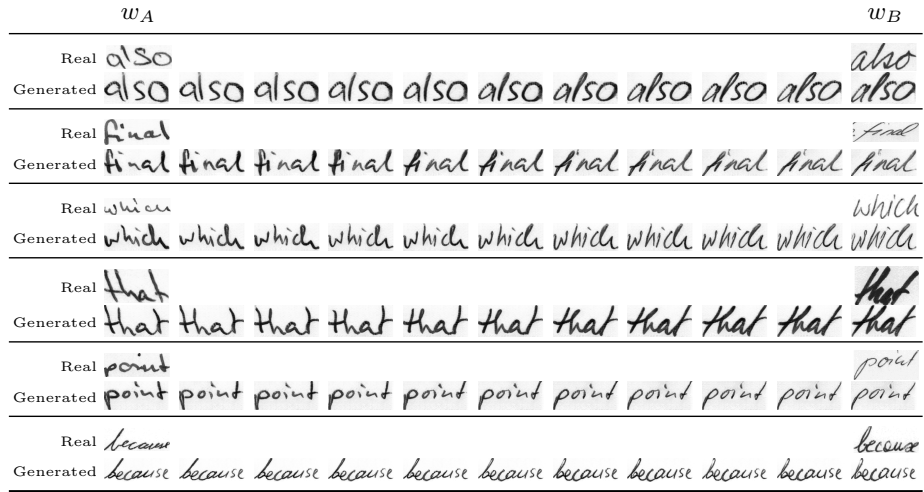 w_A w_B
Real also also
Generated also also also also also also also also also also also
Real final final
Generated final final final final final final final final final final final
Real which which
Generated which which which which which which which which which which which
Real that that
Generated that that that that that that that that that that that
Real point point
Generated point point point point point point point point point point point
Real because because
Generated because because because because because because because because because because because